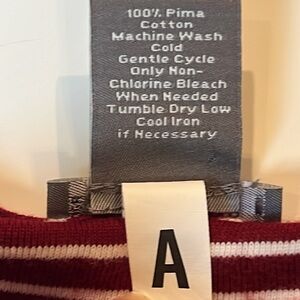 100% Pima
Cotton
Machine Wash
Cold
Gentle Cycle
Only Non-
Chlorine Bleach
When Needed
Tumble Dry Low
Cool Iron
if Necessary
A